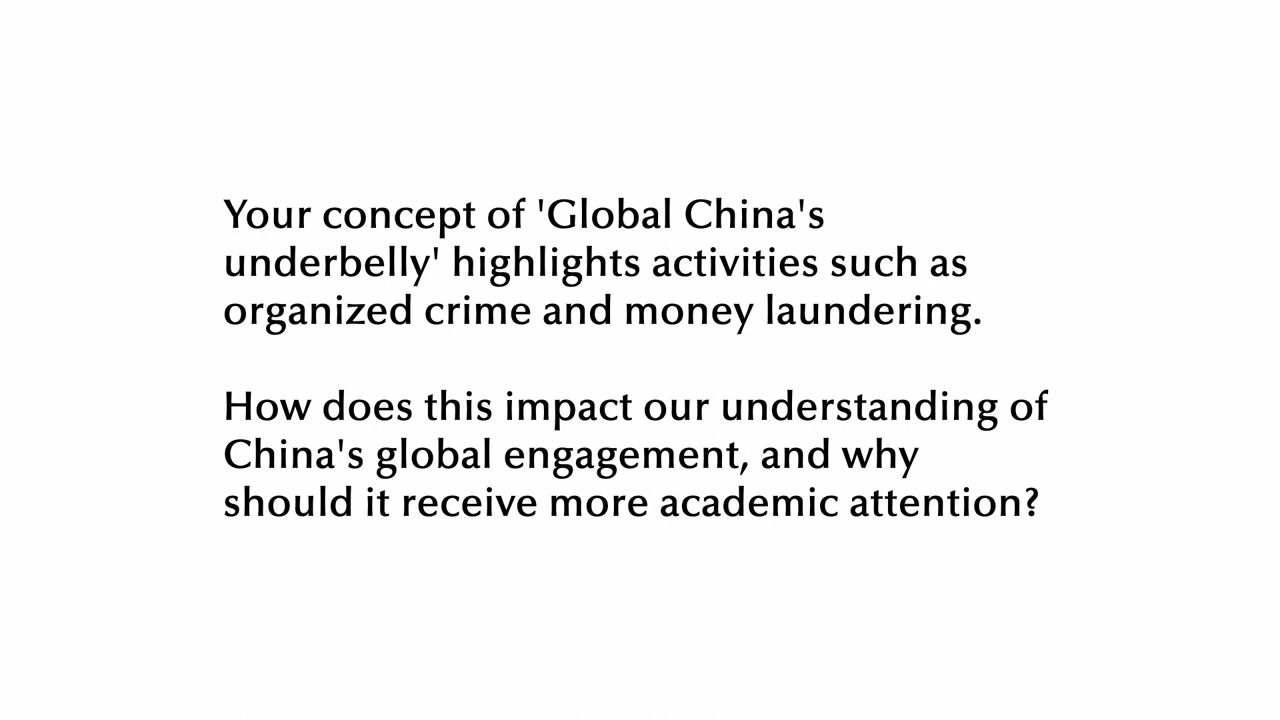 Your concept of 'Global China's
underbelly' highlights activities such as
organized crime and money laundering.
How does this impact our understanding of
China's global engagement, and why
should it receive more academic attention?